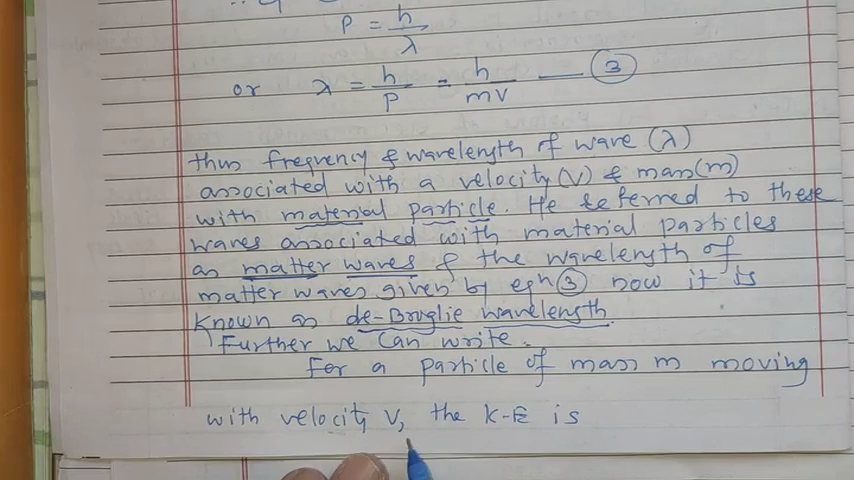 P = h/λ
or λ = h/P = h/mv — ③
thus frequency & wavelength of wave (λ)
associated with a velocity (V) & mass (m)
with material particle. He referred to these
waves associated with material particles
as matter waves & the wavelength of
matter waves given by eqn ③ now it is
known as de-Brouglie wavelength.
Further we can write.
For a particle of mass m moving
with velocity V, the K-E is